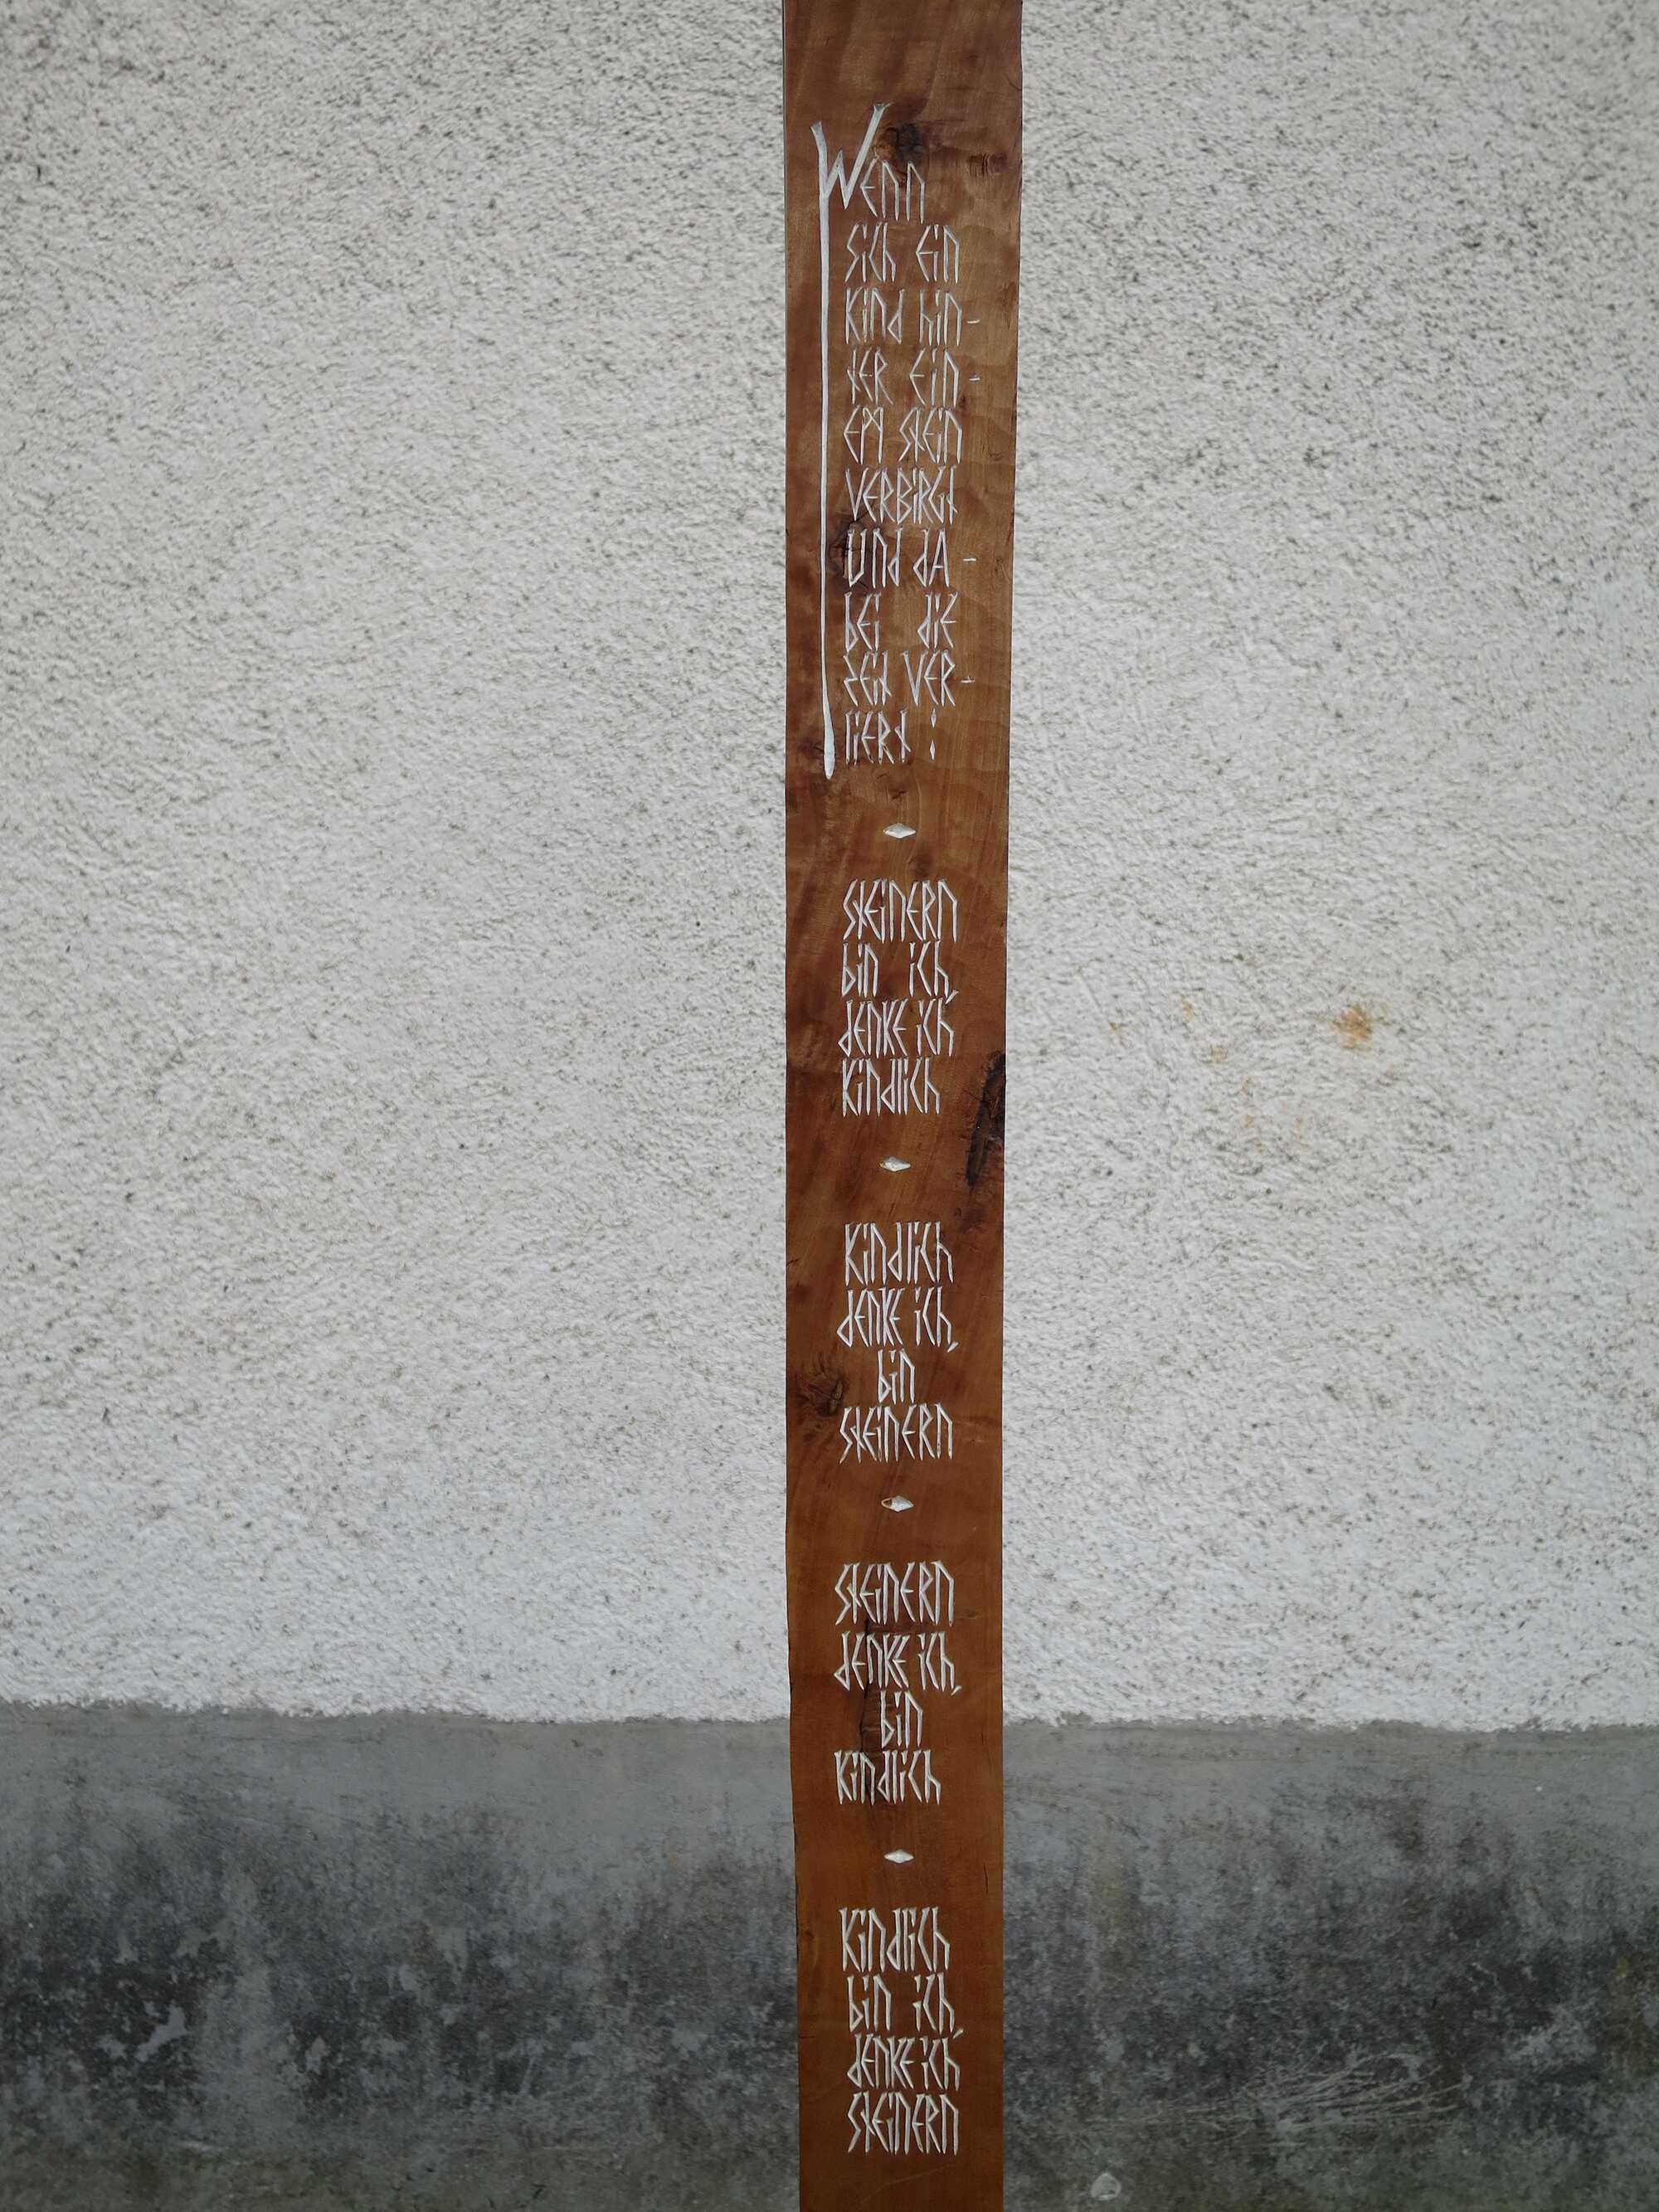 Wenn
sich ein
Kind hin-
ter ein-
em Stein
verbirgt
und da-
bei die
Zeit ver-
liert !
steinern
bin ich,
denke ich
kindlich
kindlich
denke ich,
bin
steinern
steinern
denke ich,
bin
kindlich
kindlich
bin ich,
denke ich
steinern